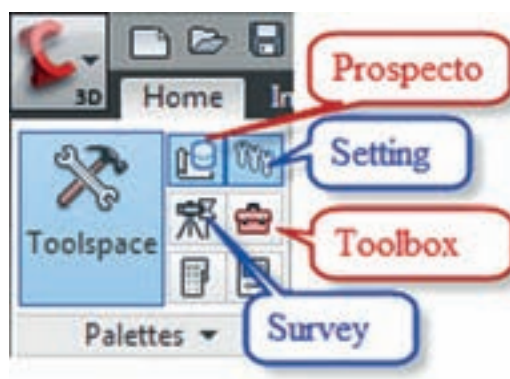 3D
Home In
Prospecto
Setting
Toolspace
Toolbox
Survey
Palettes